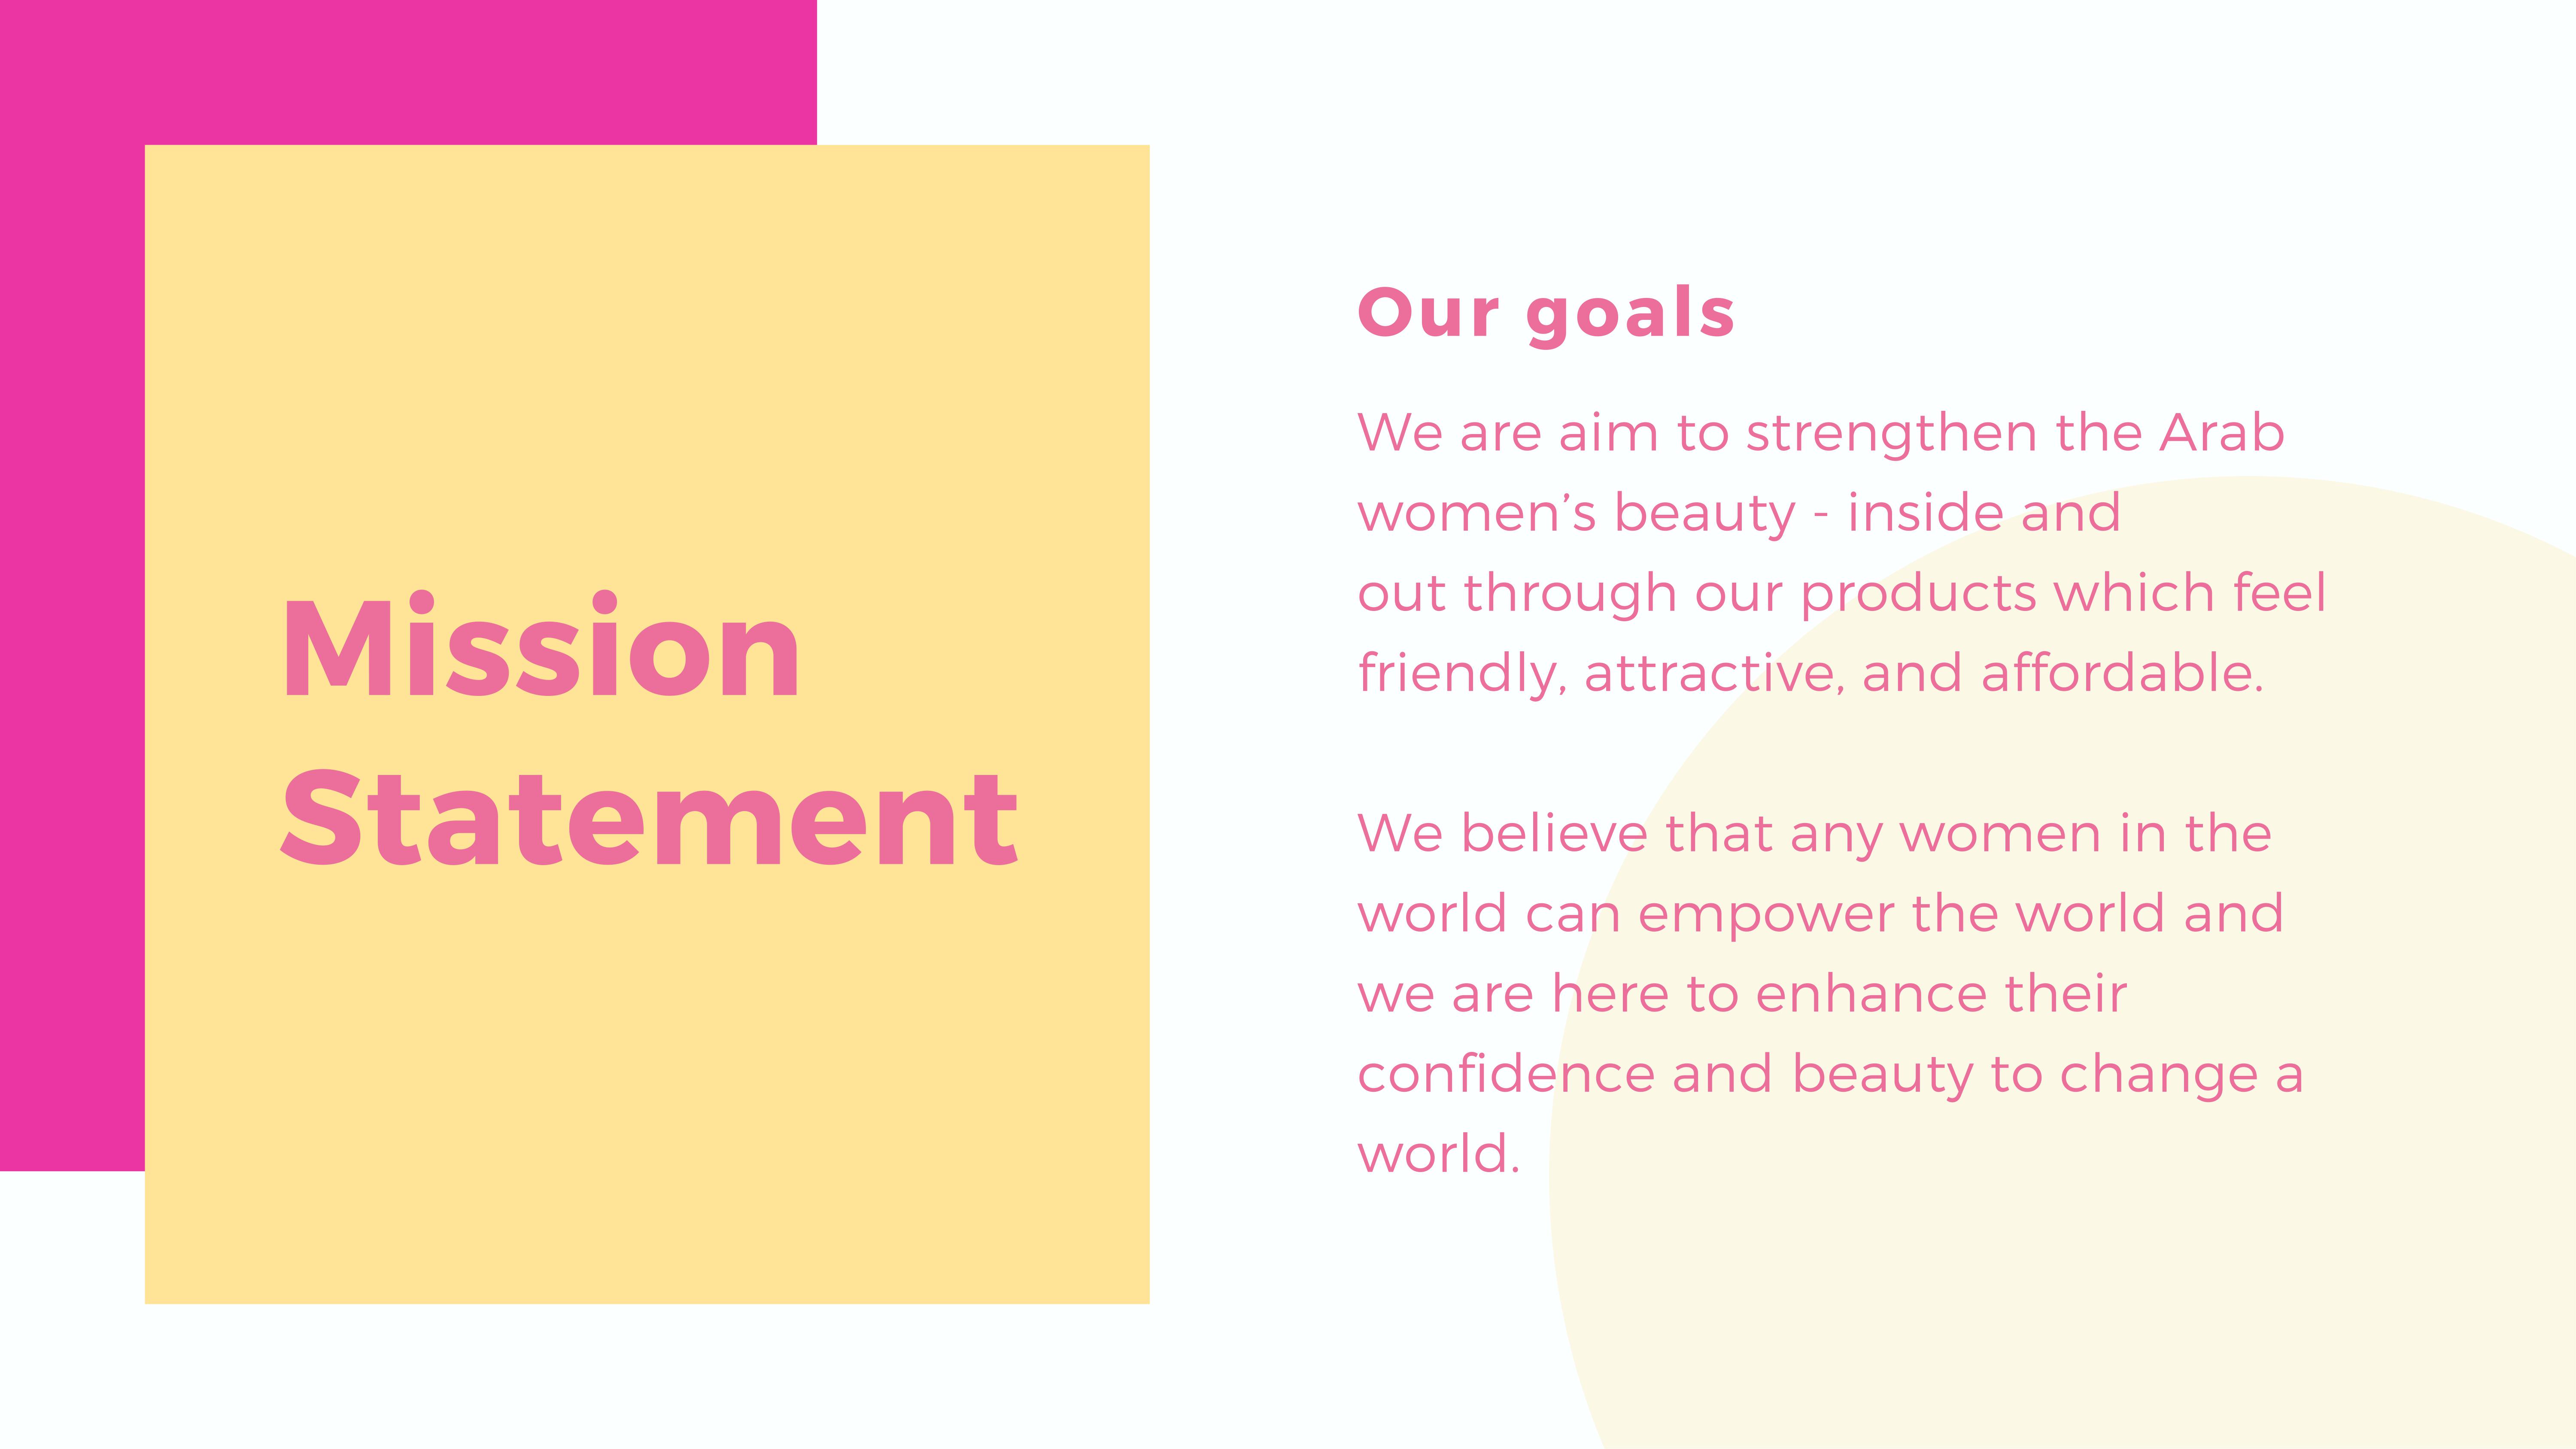 Mission
Statement
Our goals
We are aim to strengthen the Arab
women’s beauty - inside and
out through our products which feel
friendly, attractive, and affordable.
We believe that any women in the
world can empower the world and
we are here to enhance their
confidence and beauty to change a
world.